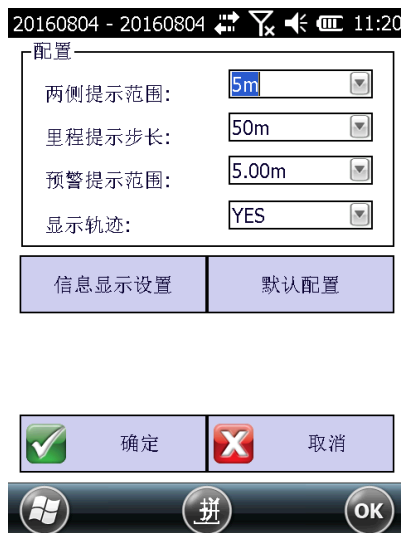 20160804 - 20160804 11:20
配置
两侧提示范围: 5m
里程提示步长: 50m
预警提示范围: 5.00m
显示轨迹: YES
信息显示设置 默认配置
确定 取消
拼 OK